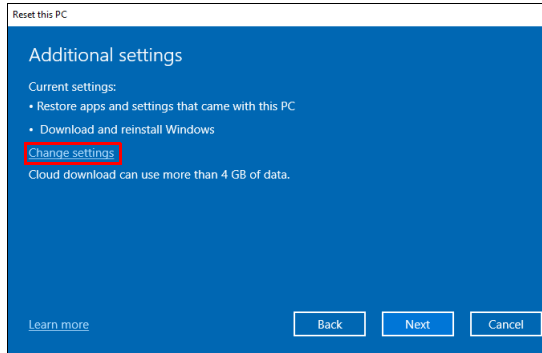 Reset this PC
Additional settings
Current settings:
• Restore apps and settings that came with this PC
• Download and reinstall Windows
Change settings
Cloud download can use more than 4 GB of data.
Learn more
Back
Next
Cancel